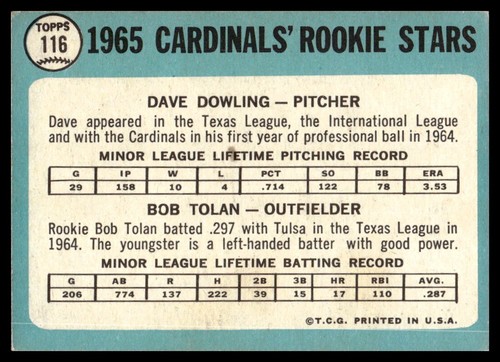 TOPPS
116
1965 CARDINALS' ROOKIE STARS
DAVE DOWLING — PITCHER
Dave appeared in the Texas League, the International League
and with the Cardinals in his first year of professional ball in 1964.
MINOR LEAGUE LIFETIME PITCHING RECORD
G IP W L PCT SO BB ERA
29 158 10 4 .714 122 78 3.53
BOB TOLAN — OUTFIELDER
Rookie Bob Tolan batted .297 with Tulsa in the Texas League in
1964. The youngster is a left-handed batter with good power.
MINOR LEAGUE LIFETIME BATTING RECORD
G AB R H 2B 3B HR RBI AVG.
206 774 137 222 39 15 17 110 .287
©T.C.G. PRINTED IN U.S.A.